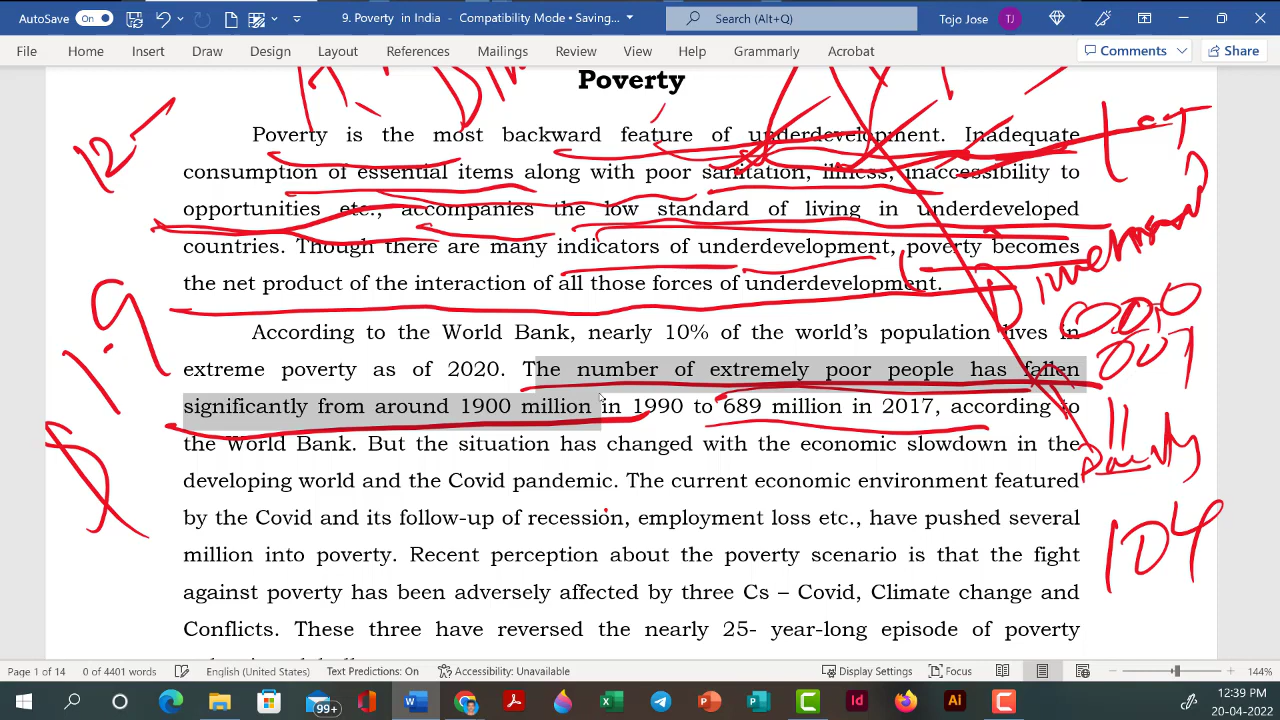 AutoSave On 9. Poverty in India - Compatibility Mode • Saving... Search (Alt+Q) Tojo Jose TJ
File Home Insert Draw Design Layout References Mailings Review View Help Grammarly Acrobat Comments Share
Poverty
12
Poverty is the most backward feature of underdevelopment. Inadequate
consumption of essential items along with poor sanitation, illness, inaccessibility to
opportunities etc., accompanies the low standard of living in underdeveloped
countries. Though there are many indicators of underdevelopment, poverty becomes
the net product of the interaction of all those forces of underdevelopment.
1.9
According to the World Bank, nearly 10% of the world's population lives in
extreme poverty as of 2020. The number of extremely poor people has fallen
significantly from around 1900 million in 1990 to 689 million in 2017, according to
the World Bank. But the situation has changed with the economic slowdown in the
developing world and the Covid pandemic. The current economic environment featured
by the Covid and its follow-up of recession, employment loss etc., have pushed several
104
million into poverty. Recent perception about the poverty scenario is that the fight
against poverty has been adversely affected by three Cs – Covid, Climate change and
Conflicts. These three have reversed the nearly 25- year-long episode of poverty
Page 1 of 14 0 of 4401 words English (United States) Text Predictions: On Accessibility: Unavailable Display Settings Focus 144%
99+ 12:39 PM
20-04-2022